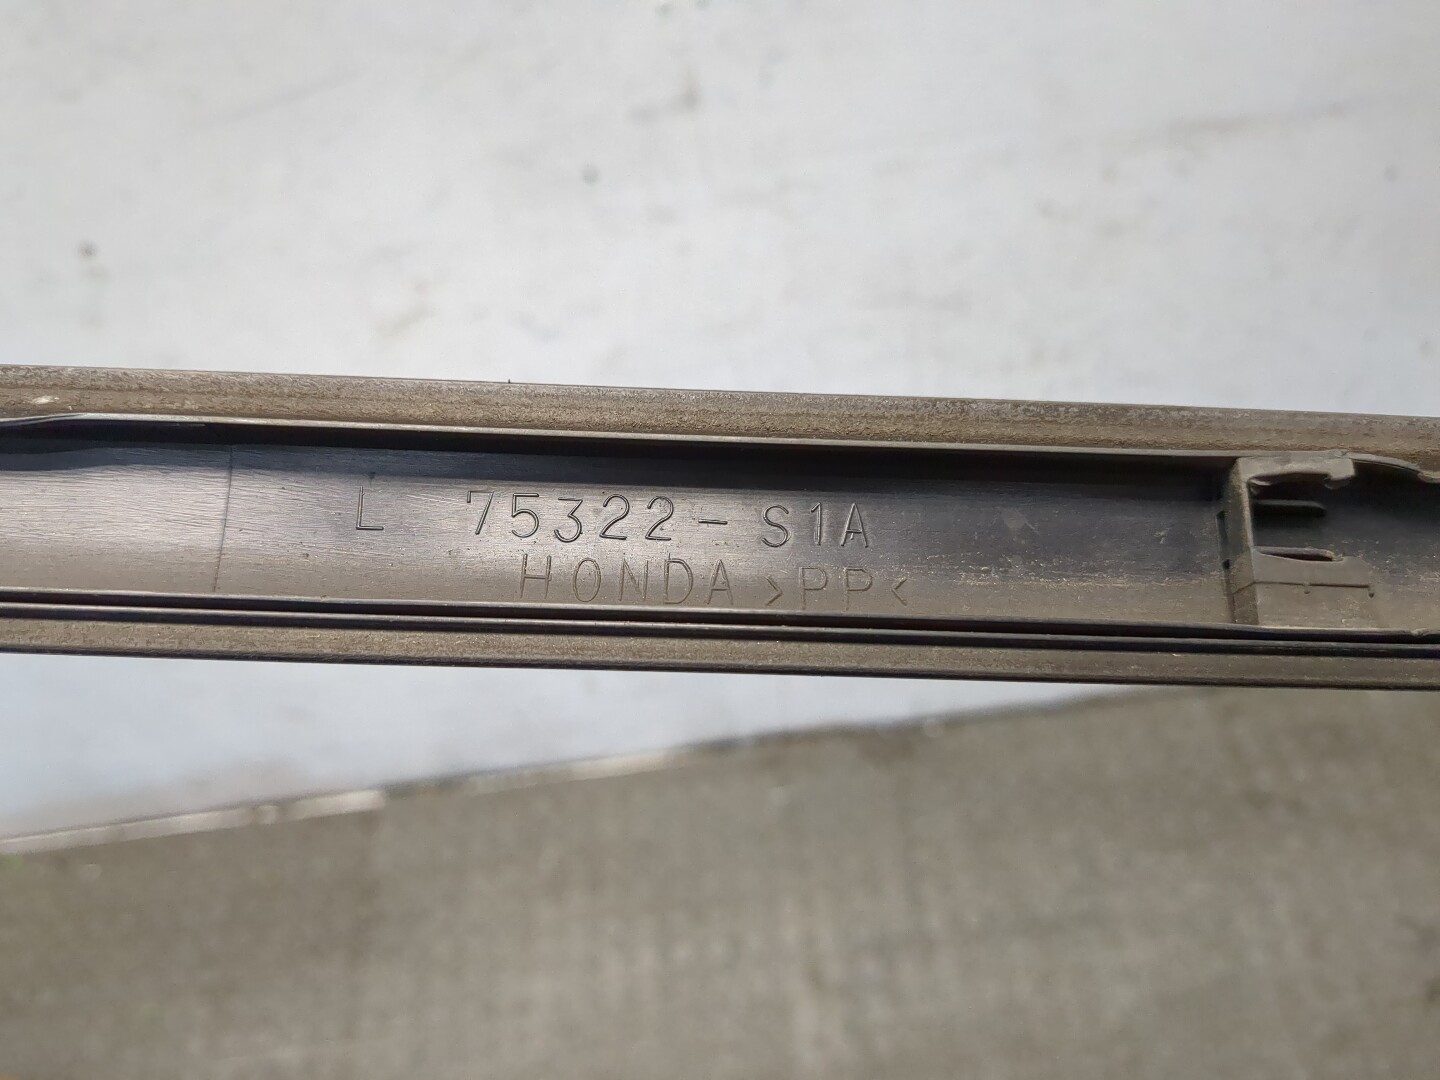 L 75322-S1A
HONDA >PP<